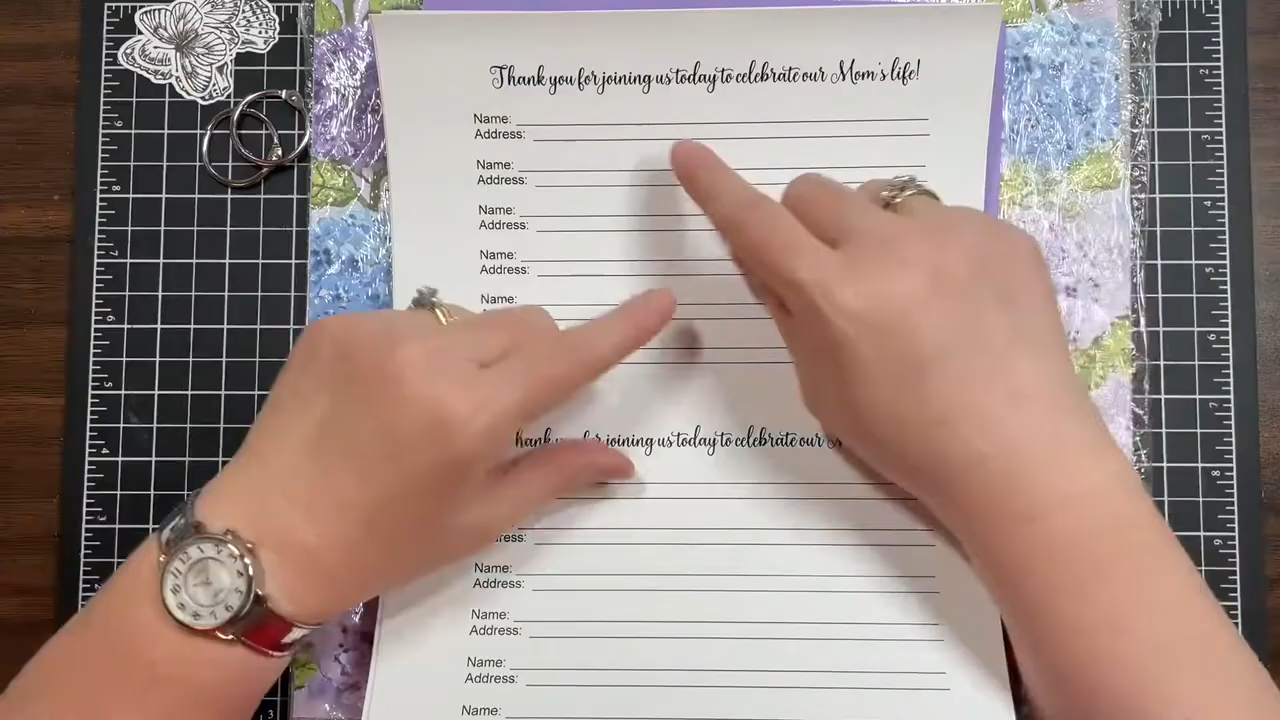 Thank you for joining us today to celebrate our Mom's life!
Name:
Address:
Name:
Address:
Name:
Address:
Name:
Address:
Name:
joining us today to celebrate our
Name:
Address:
Name:
Address:
Name:
Address:
Name: